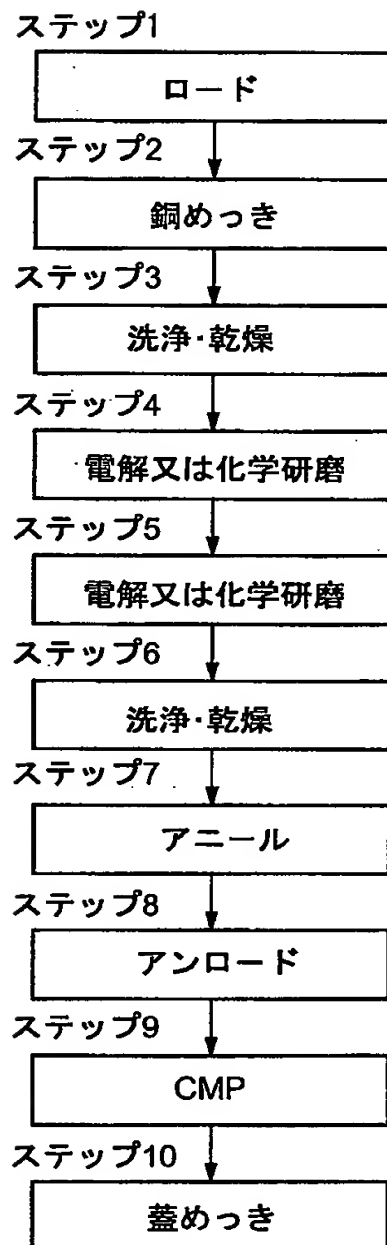 ステップ1
ロード
ステップ2
銅めっき
ステップ3
洗浄・乾燥
ステップ4
電解又は化学研磨
ステップ5
電解又は化学研磨
ステップ6
洗浄・乾燥
ステップ7
アニール
ステップ8
アンロード
ステップ9
CMP
ステップ10
蓋めっき